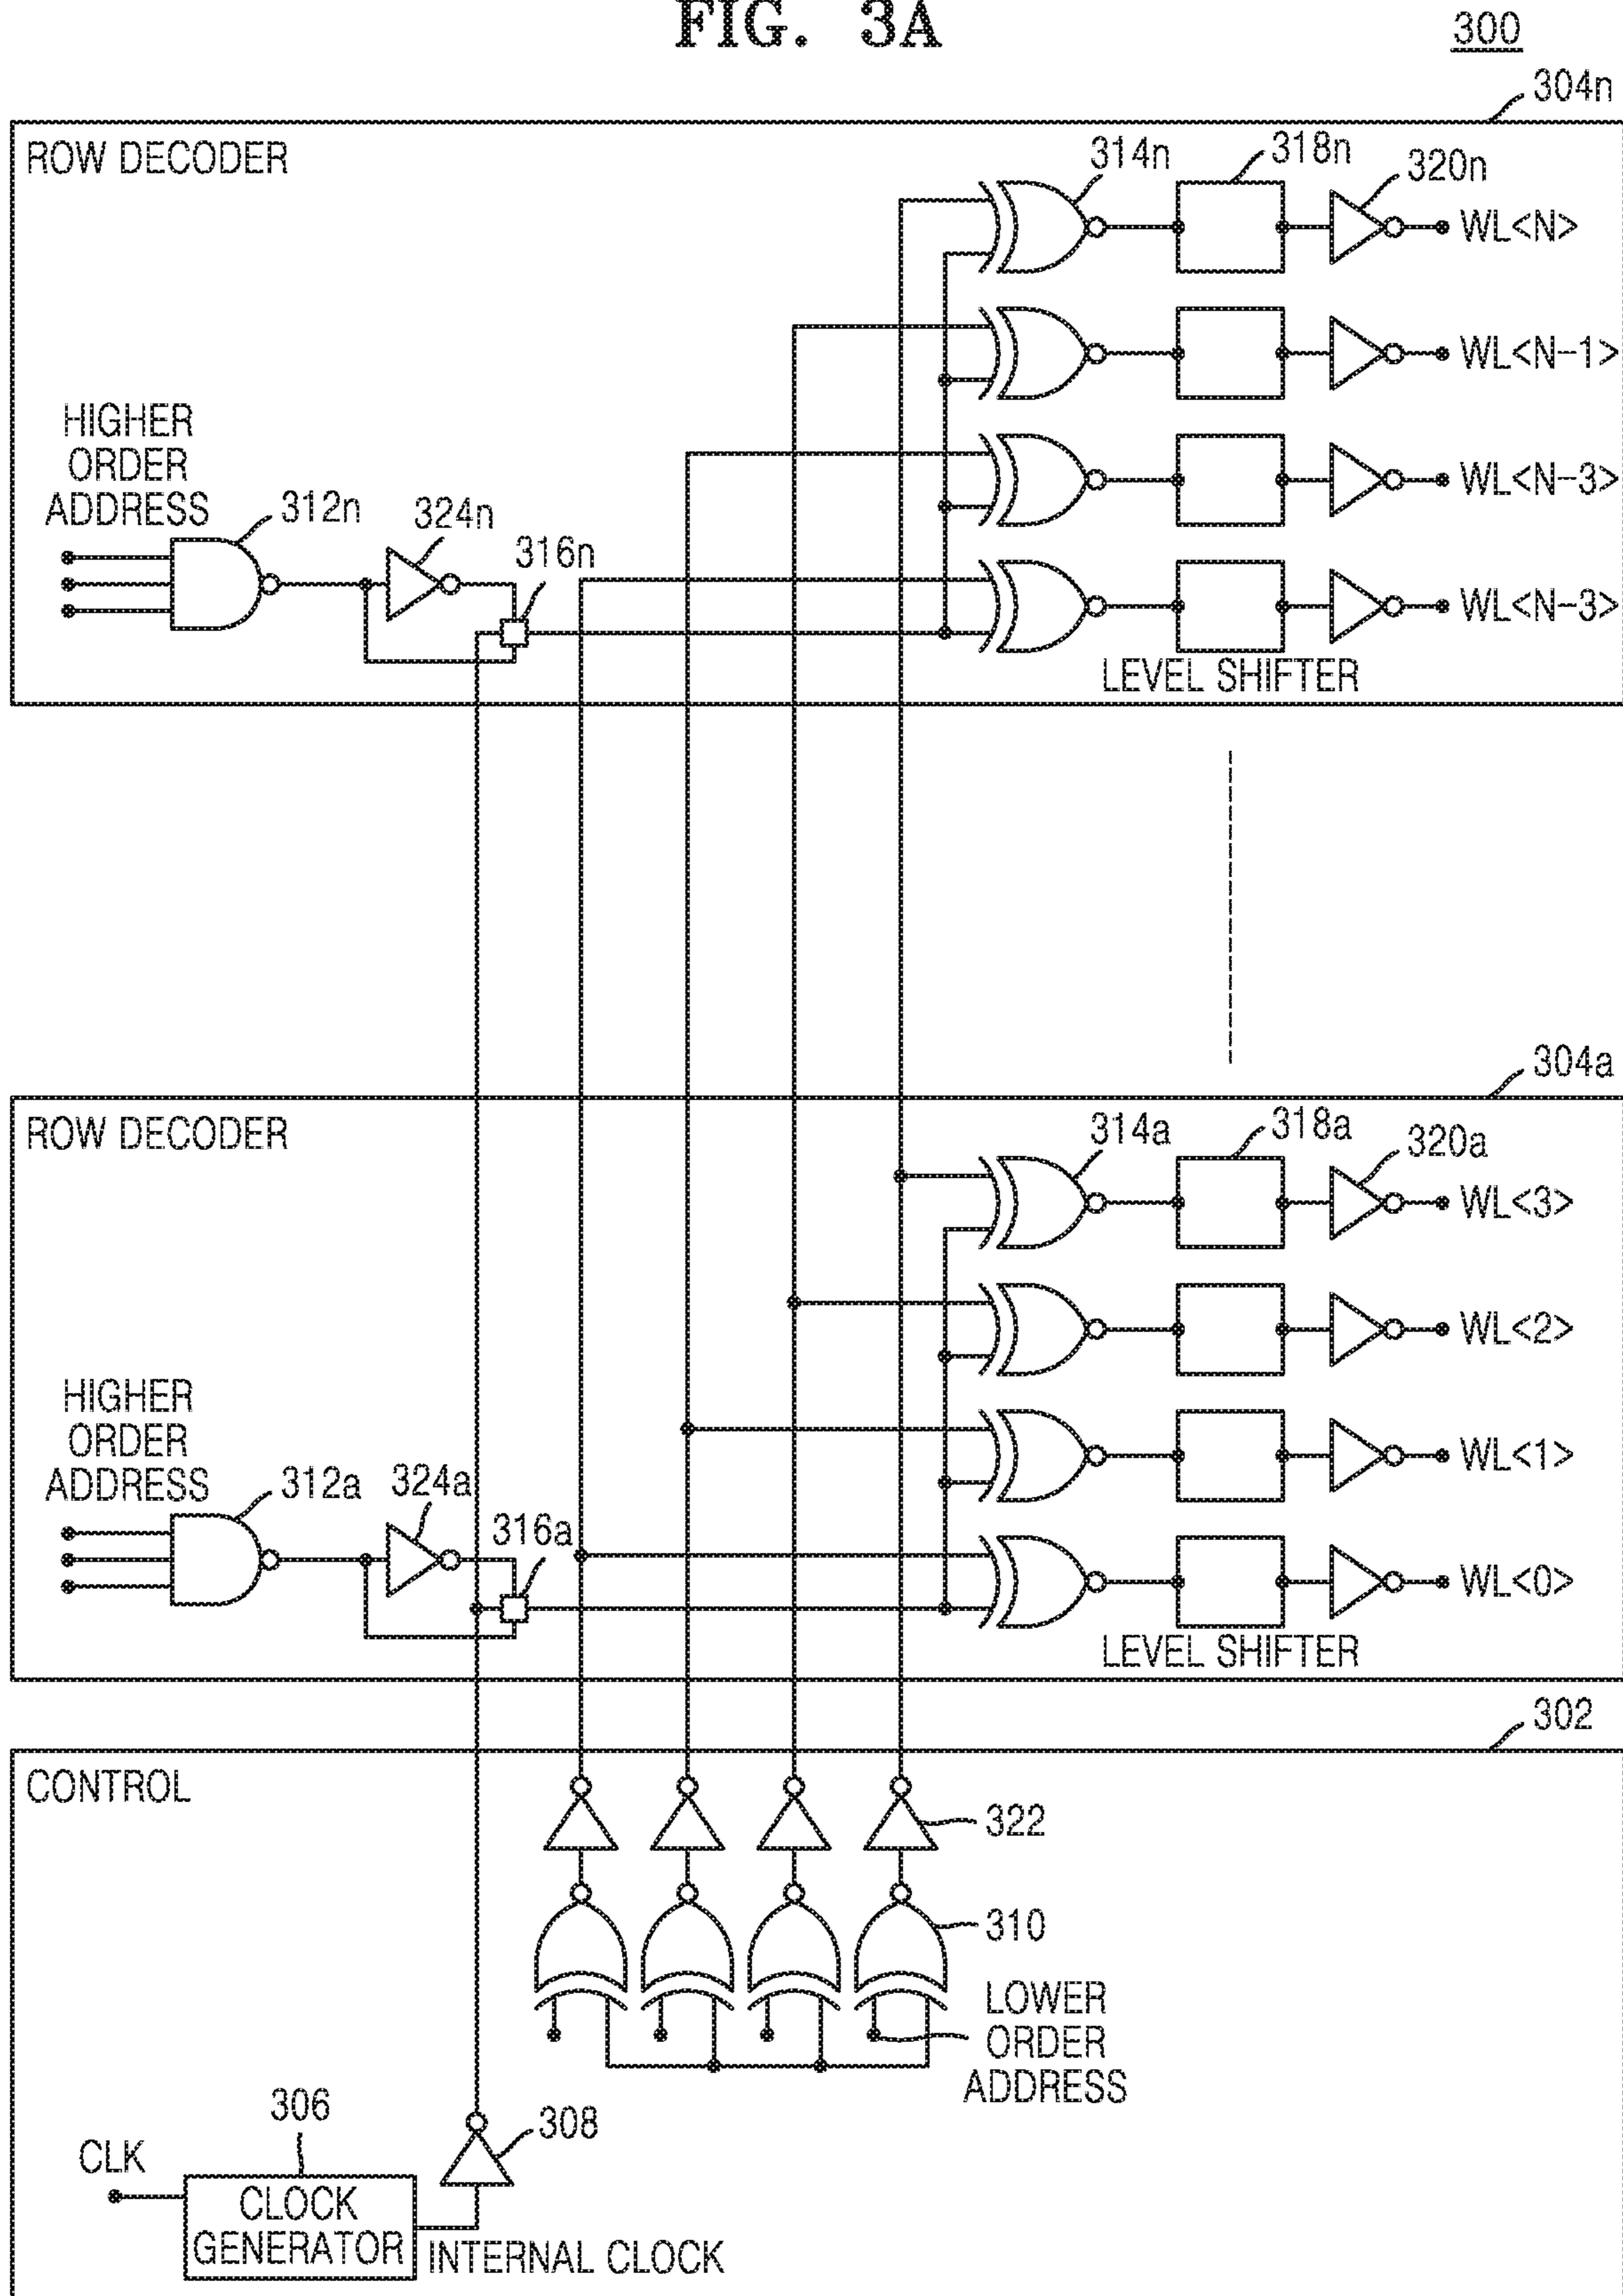 FIG. 3A
300
304n
ROW DECODER
314n
318n
320n
WL<N>
WL<N-1>
HIGHER
ORDER
ADDRESS
312n
324n
316n
WL<N-3>
WL<N-3>
LEVEL SHIFTER
304a
ROW DECODER
314a
318a
320a
WL<3>
WL<2>
HIGHER
ORDER
ADDRESS
312a
324a
316a
WL<1>
WL<0>
LEVEL SHIFTER
302
CONTROL
322
310
LOWER
ORDER
ADDRESS
306
308
CLK
CLOCK
GENERATOR
INTERNAL CLOCK